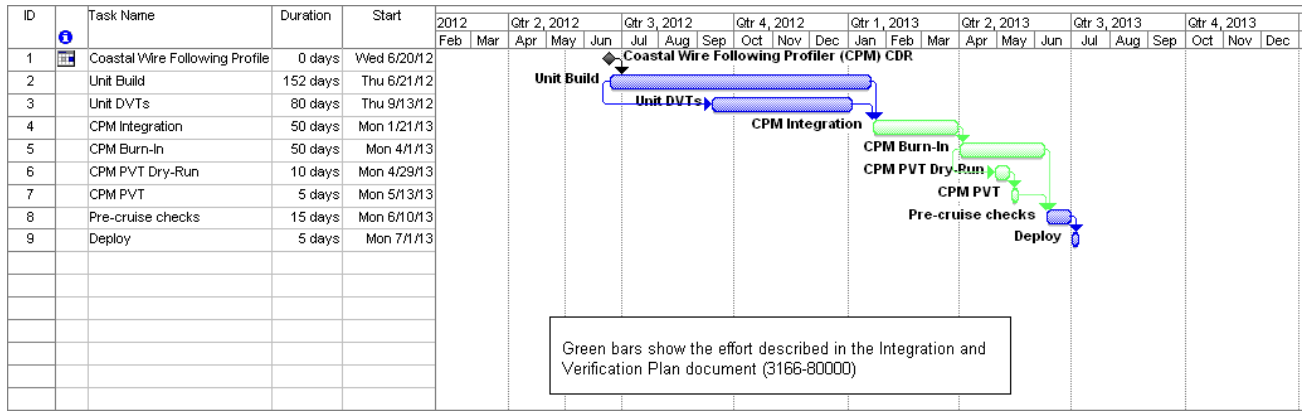 ID Task Name Duration Start 2012 Qtr 2, 2012 Qtr 3, 2012 Qtr 4, 2012 Qtr 1, 2013 Qtr 2, 2013 Qtr 3, 2013 Qtr 4, 2013
Feb Mar Apr May Jun Jul Aug Sep Oct Nov Dec Jan Feb Mar Apr May Jun Jul Aug Sep Oct Nov Dec
1 Coastal Wire Following Profile 0 days Wed 6/20/12 Coastal Wire Following Profiler (CPM) CDR
2 Unit Build 152 days Thu 6/21/12 Unit Build
3 Unit DVTs 80 days Thu 9/13/12 Unit DVTs
4 CPM Integration 50 days Mon 1/21/13 CPM Integration
5 CPM Burn-In 50 days Mon 4/1/13 CPM Burn-In
6 CPM PVT Dry-Run 10 days Mon 4/29/13 CPM PVT Dry-Run
7 CPM PVT 5 days Mon 5/13/13 CPM PVT
8 Pre-cruise checks 15 days Mon 6/10/13 Pre-cruise checks
9 Deploy 5 days Mon 7/1/13 Deploy
Green bars show the effort described in the Integration and
Verification Plan document (3166-80000)